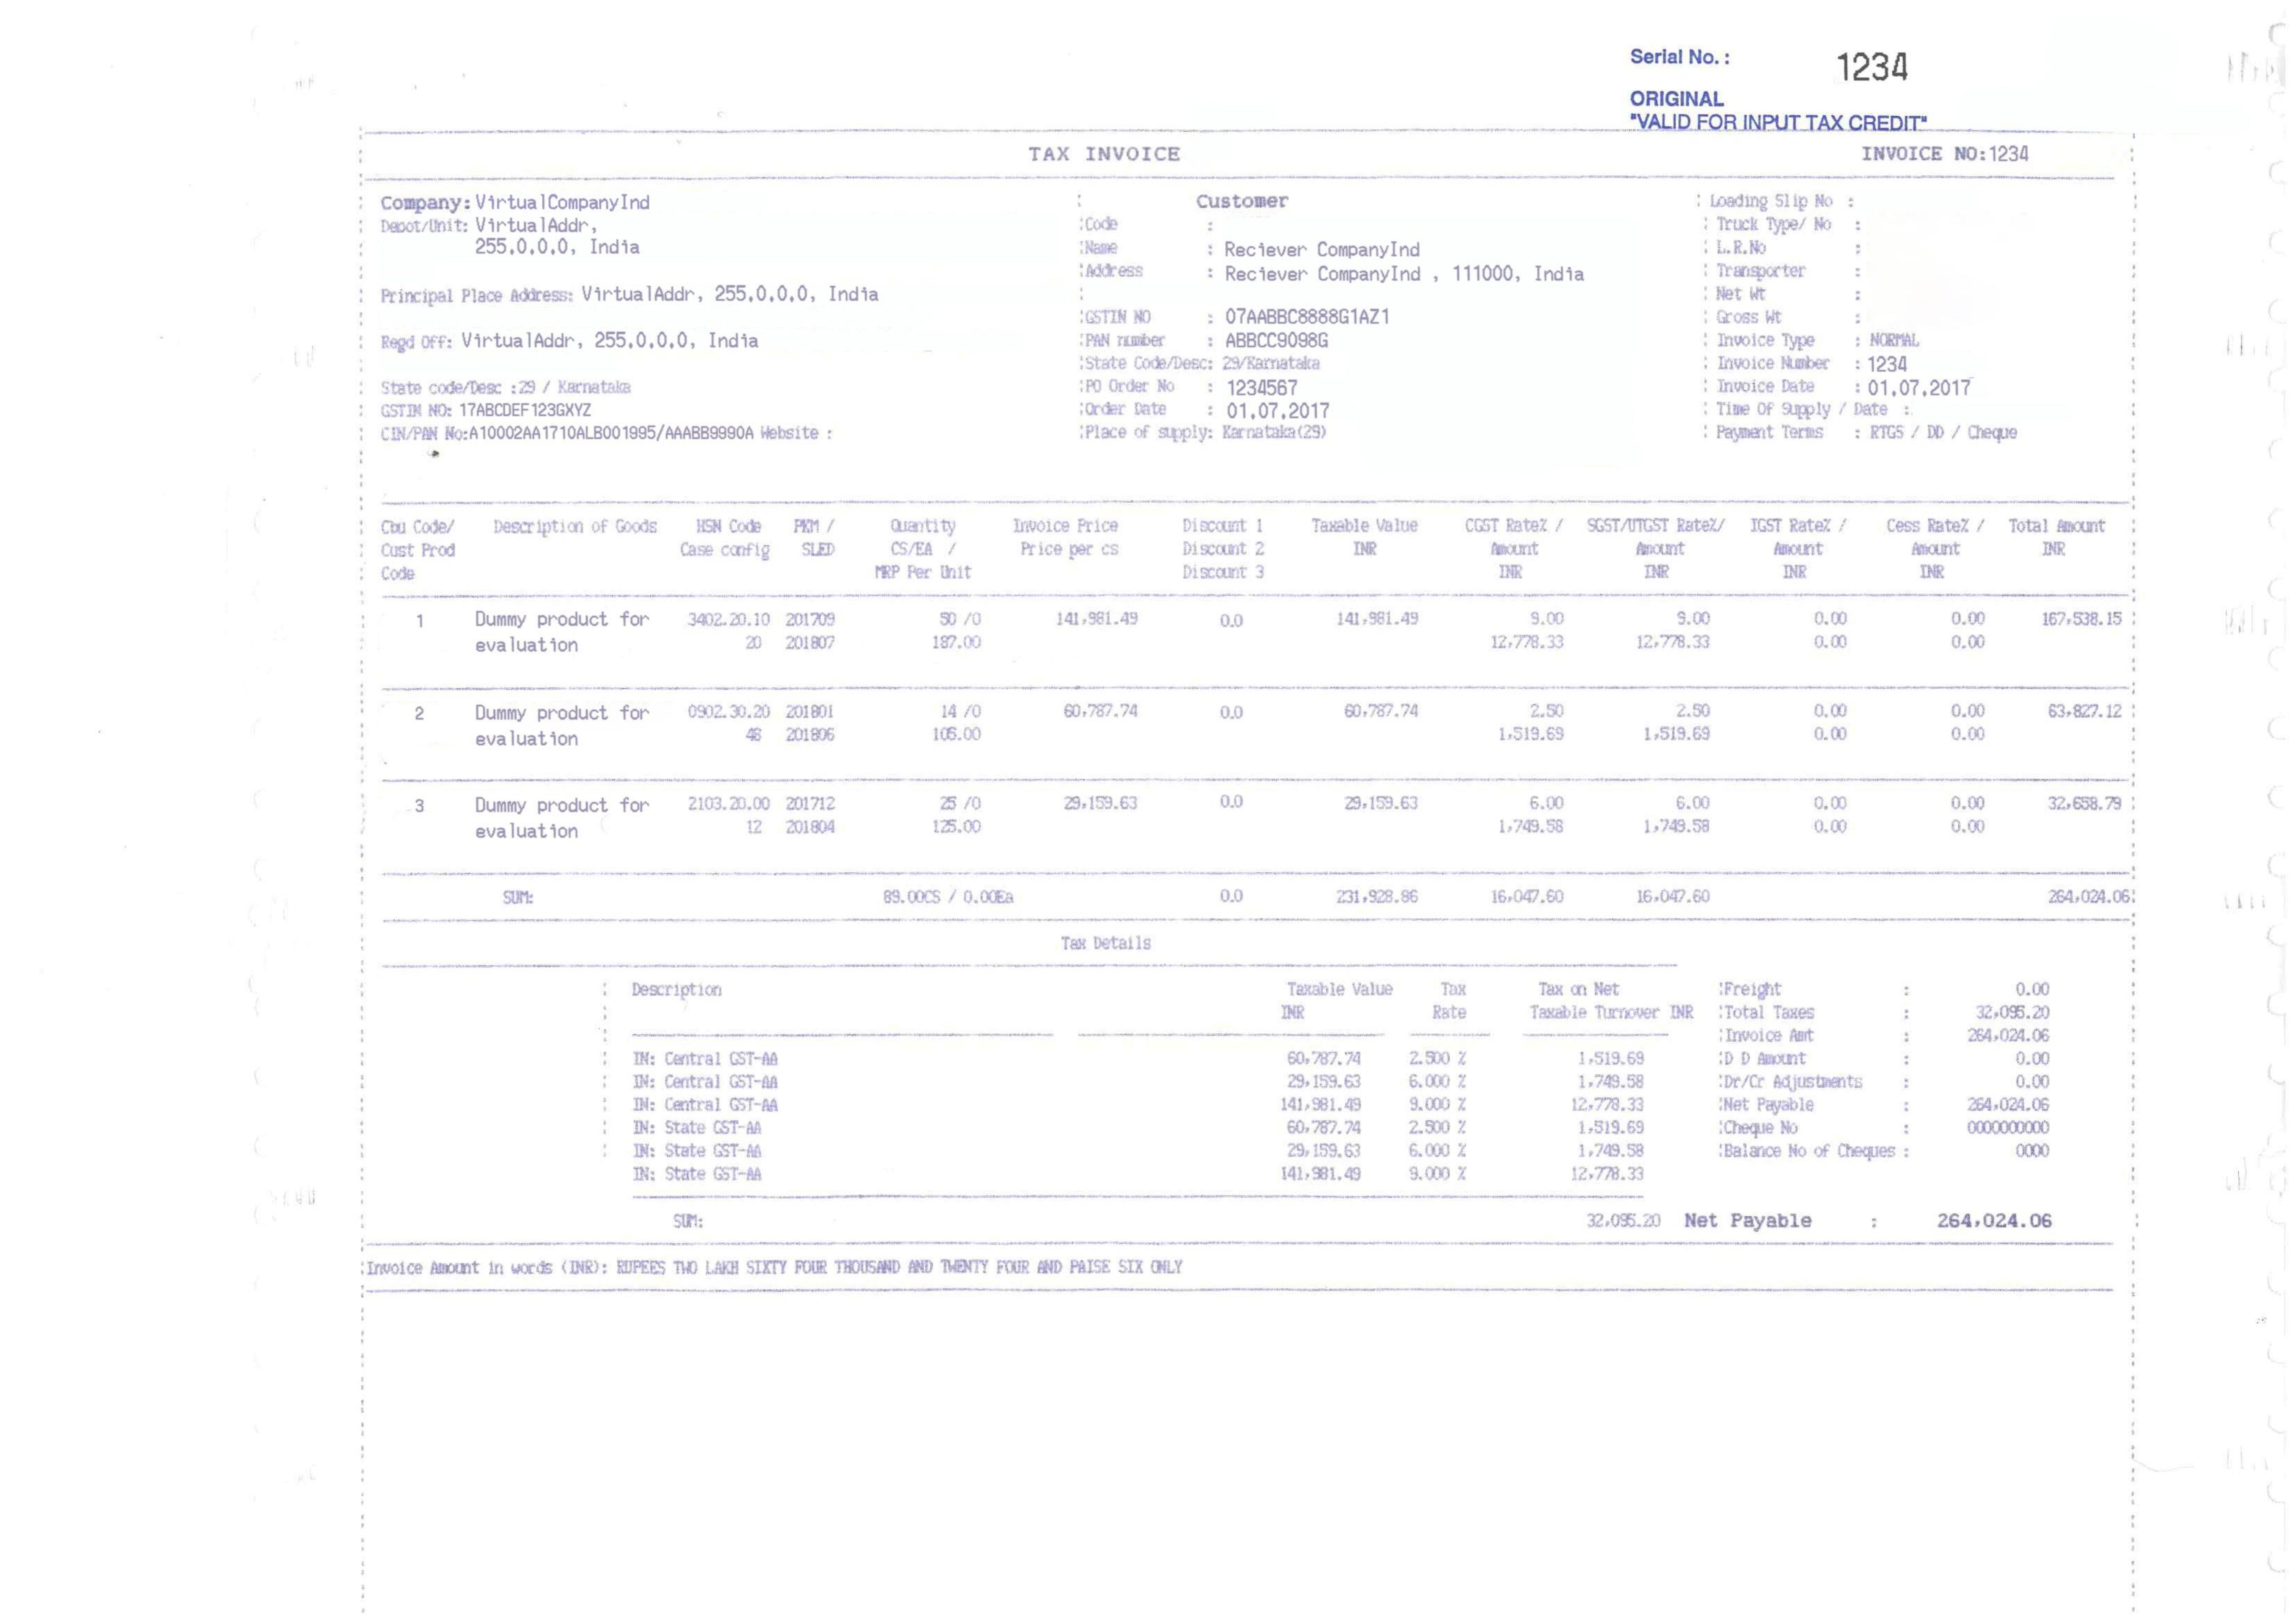 Serial No. : 1234
ORIGINAL
"VALID FOR INPUT TAX CREDIT"
TAX INVOICE INVOICE NO:1234
Company: VirtualCompanyInd : Customer : Loading Slip No :
Depot/Unit: VirtualAddr, :Code : : Truck Type/ No :
255.0.0.0, India :Name : Reciever CompanyInd : L.R.No :
:Address : Reciever CompanyInd , 111000, India : Transporter :
Principal Place Address: VirtualAddr, 255.0.0.0, India : : Net Wt :
:GSTIN NO : 07AABBC8888G1AZ1 : Gross Wt :
Regd Off: VirtualAddr, 255.0.0.0, India :PAN number : ABBCC9098G : Invoice Type : NORMAL
:State Code/Desc: 29/Karnataka : Invoice Number : 1234
State code/Desc :29 / Karnataka :PO Order No : 1234567 : Invoice Date : 01.07.2017
GSTIN NO: 17ABCDEF123GXYZ :Order Date : 01.07.2017 : Time Of Supply / Date :
CIN/PAN No:A10002AA1710ALB001995/AAABB9990A Website : :Place of supply: Karnataka(29) : Payment Terms : RTGS / DD / Cheque
Cbu Code/ Description of Goods HSN Code PKM / Quantity Invoice Price Discount 1 Taxable Value CGST Rate% / SGST/UTGST Rate%/ IGST Rate% / Cess Rate% / Total Amount
Cust Prod Case config SLED CS/EA / Price per cs Discount 2 INR Amount Amount Amount Amount INR
Code MRP Per Unit Discount 3 INR INR INR INR
1 Dummy product for 3402.20.10 201709 50 /0 141,981.49 0.0 141,981.49 9.00 9.00 0.00 0.00 167,538.15
evaluation 20 201807 187.00 12,778.33 12,778.33 0.00 0.00
2 Dummy product for 0902.30.20 201801 14 /0 60,787.74 0.0 60,787.74 2.50 2.50 0.00 0.00 63,827.12
evaluation 201806 1,519.69 1,519.69 0.00 0.00
3 Dummy product for 2103.20.00 201712 25 /0 29,159.63 0.0 29,159.63 6.00 6.00 0.00 0.00 32,658.79
evaluation 12 201804 125.00 1,749.58 1,749.58 0.00 0.00
SUM: 89.00CS / 0.00Ea 0.0 231,928.86 16,047.60 16,047.60 264,024.06
Tax Details
: Description Taxable Value Tax Tax on Net :Freight : 0.00
INR Rate Taxable Turnover INR :Total Taxes : 32,095.20
:Invoice Amt : 264,024.06
IN: Central GST-AA 60,787.74 2.500 % 1,519.69 :D D Amount : 0.00
IN: Central GST-AA 29,159.63 6.000 % 1,749.58 :Dr/Cr Adjustments : 0.00
IN: Central GST-AA 141,981.49 9.000 % 12,778.33 :Net Payable : 264,024.06
IN: State GST-AA 60,787.74 2.500 % 1,519.69 :Cheque No : 0000000000
IN: State GST-AA 29,159.63 6.000 % 1,749.58 :Balance No of Cheques : 0000
IN: State GST-AA 141,981.49 9.000 % 12,778.33
SUM: 32,095.20 Net Payable : 264,024.06
:Invoice Amount in words (INR): RUPEES TWO LAKH SIXTY FOUR THOUSAND AND TWENTY FOUR AND PAISE SIX ONLY